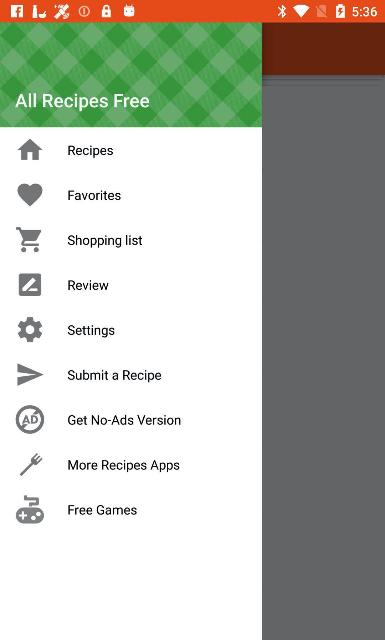 5:36
All Recipes Free
Recipes
Favorites
Shopping list
Review
Settings
Submit a Recipe
AD Get No-Ads Version
More Recipes Apps
Free Games